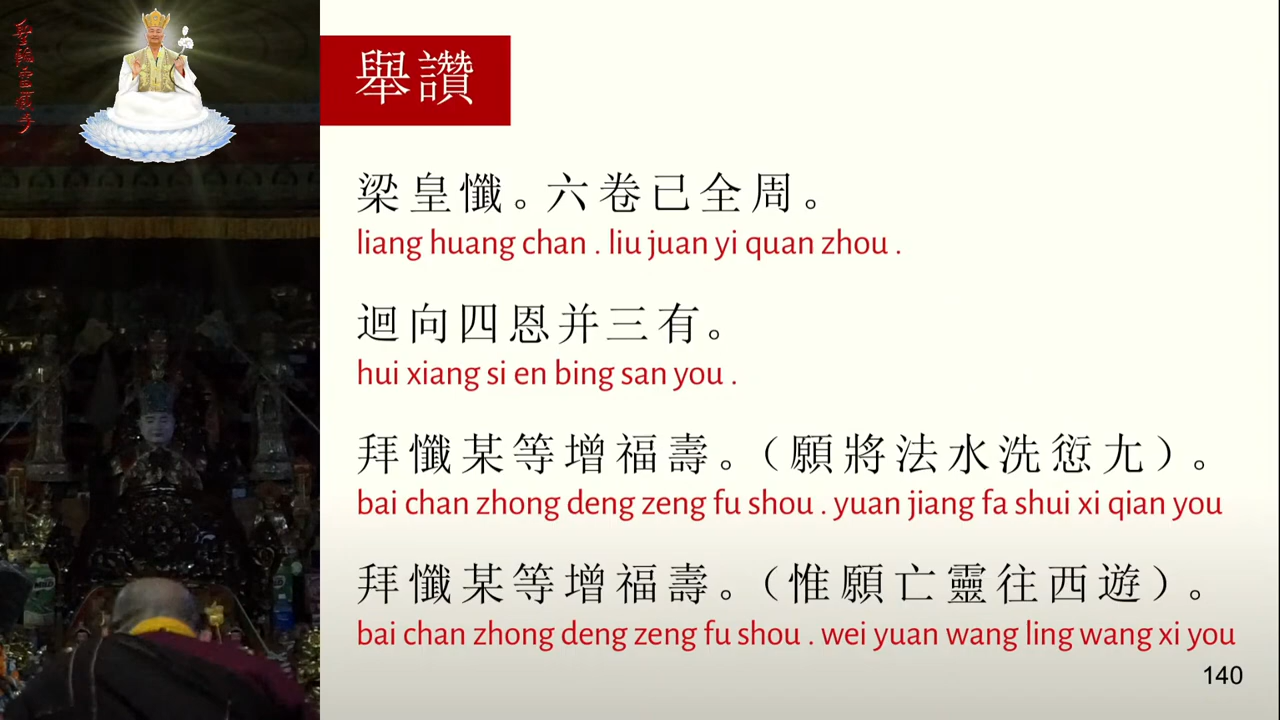 舉讚
梁皇懺。六卷已全周。
liang huang chan . liu juan yi quan zhou .
迴向四恩并三有。
hui xiang si en bing san you .
拜懺某等增福壽。（願將法水洗愆尢）。
bai chan zhong deng zeng fu shou . yuan jiang fa shui xi qian you
拜懺某等增福壽。（惟願亡靈往西遊）。
bai chan zhong deng zeng fu shou . wei yuan wang ling wang xi you
140